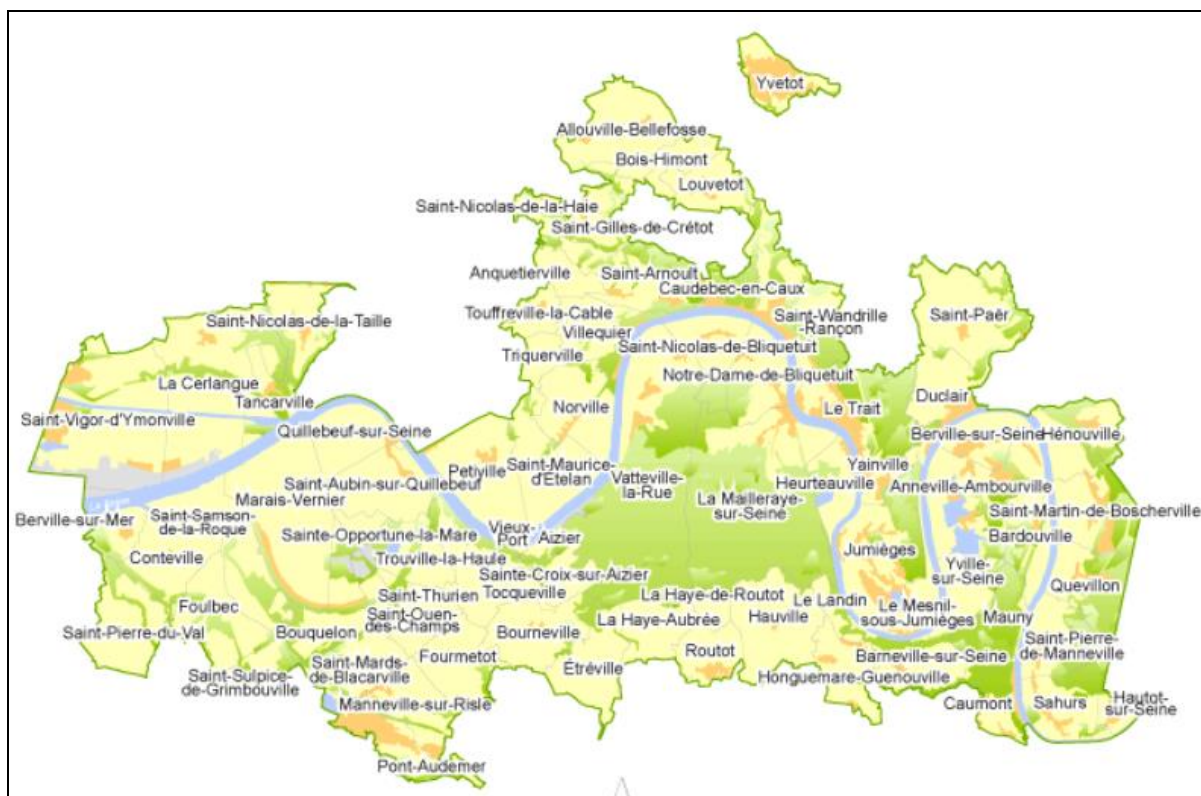 Yvetot
Allouville-Bellefosse
Bois-Himont
Louvetot
Saint-Nicolas-de-la-Haie
Saint-Gilles-de-Crétot
Anquetierville
Saint-Arnoult
Caudebec-en-Caux
Touffreville-la-Cable
Saint-Wandrille
-Rançon
Saint-Paër
Saint-Nicolas-de-la-Taille
Villequier
Saint-Nicolas-de-Bliquetuit
Triquerville
Notre-Dame-de-Bliquetuit
La Cerlangue
Tancarville
Norville
Le Trait
Duclair
Saint-Vigor-d'Ymonville
Quillebeuf-sur-Seine
Berville-sur-Seine
Hénouville
Petiville
Saint-Maurice-
d'Etelan
Yainville
Saint-Aubin-sur-Quillebeuf
Vatteville-
la-Rue
Heurteauville
Anneville-Ambourville
Marais-Vernier
La Mailleraye-
sur-Seine
Saint-Martin-de-Boscherville
Berville-sur-Mer
Saint-Samson-
de-la-Roque
Sainte-Opportune-la-Mare
Vieux-
Port
Aizier
Bardouville
Conteville
Trouville-la-Haule
Jumièges
Yville-
sur-Seine
Sainte-Croix-sur-Aizier
Quevillon
Saint-Thurien
Tocqueville
La Haye-de-Routot
Le Landin
Foulbec
Saint-Ouen-
des-Champs
La Haye-Aubrée
Hauville
Le Mesnil-
sous-Jumièges
Mauny
Saint-Pierre-du-Val
Bouquelon
Bourneville
Saint-Pierre-
de-Manneville
Fourmetot
Routot
Barneville-sur-Seine
Saint-Sulpice-
de-Grimbouville
Saint-Mards-
de-Blacarville
Étréville
Honguemare-Guenouville
Manneville-sur-Risle
Caumont
Sahurs
Hautot-
sur-Seine
Pont-Audemer